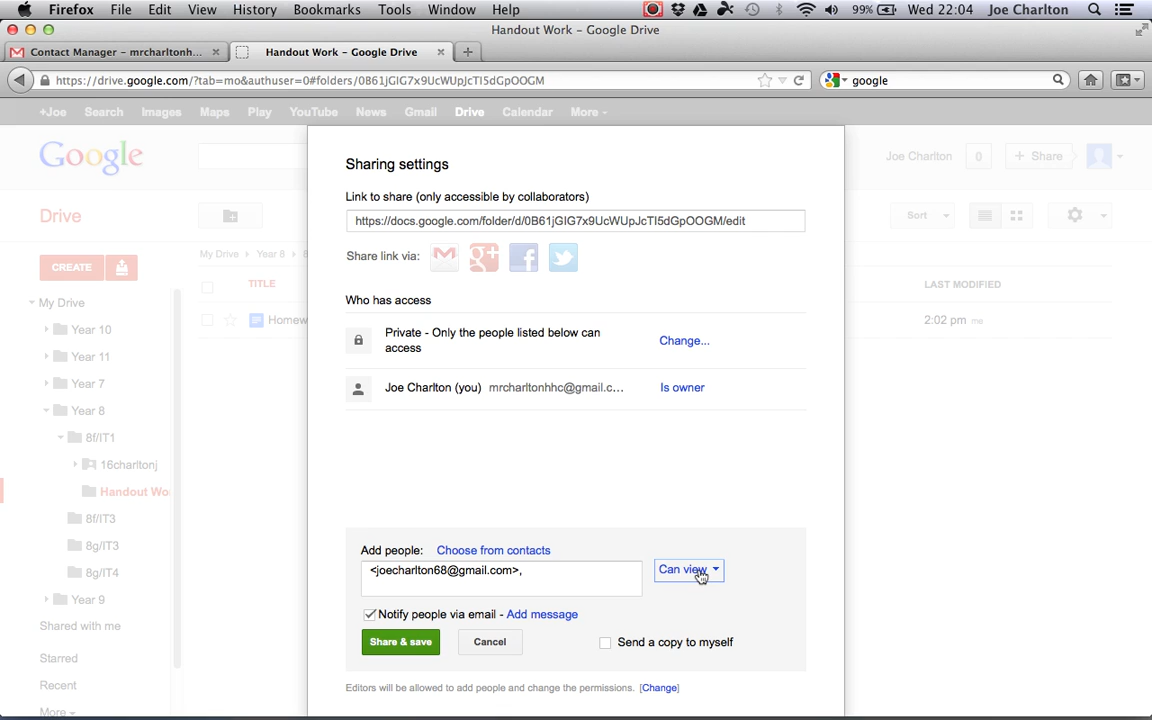 Firefox File Edit View History Bookmarks Tools Window Help 99% Wed 22:04 Joe Charlton
Handout Work – Google Drive
Contact Manager – mrcharltonh... Handout Work – Google Drive
https://drive.google.com/?tab=mo&authuser=0#folders/0B61jGIG7x9UcWUpJcTI5dGpOOGM google
+Joe Search Images Maps Play YouTube News Gmail Drive Calendar More
Google Joe Charlton 0 + Share
Sharing settings
Link to share (only accessible by collaborators)
https://docs.google.com/folder/d/0B61jGIG7x9UcWUpJcTI5dGpOOGM/edit
Share link via:
Who has access
Private - Only the people listed below can
access
Change...
Joe Charlton (you) mrcharltonhhc@gmail.c... Is owner
Add people: Choose from contacts
<joecharlton68@gmail.com>,
Can view
Notify people via email - Add message
Share & save Cancel Send a copy to myself
Editors will be allowed to add people and change the permissions. [Change]
Drive Sort
My Drive Year 8
CREATE TITLE LAST MODIFIED
My Drive
Homew 2:02 pm me
Year 10
Year 11
Year 7
Year 8
8f/IT1
16charltonj
Handout Wo
8f/IT3
8g/IT3
8g/IT4
Year 9
Shared with me
Starred
Recent
More